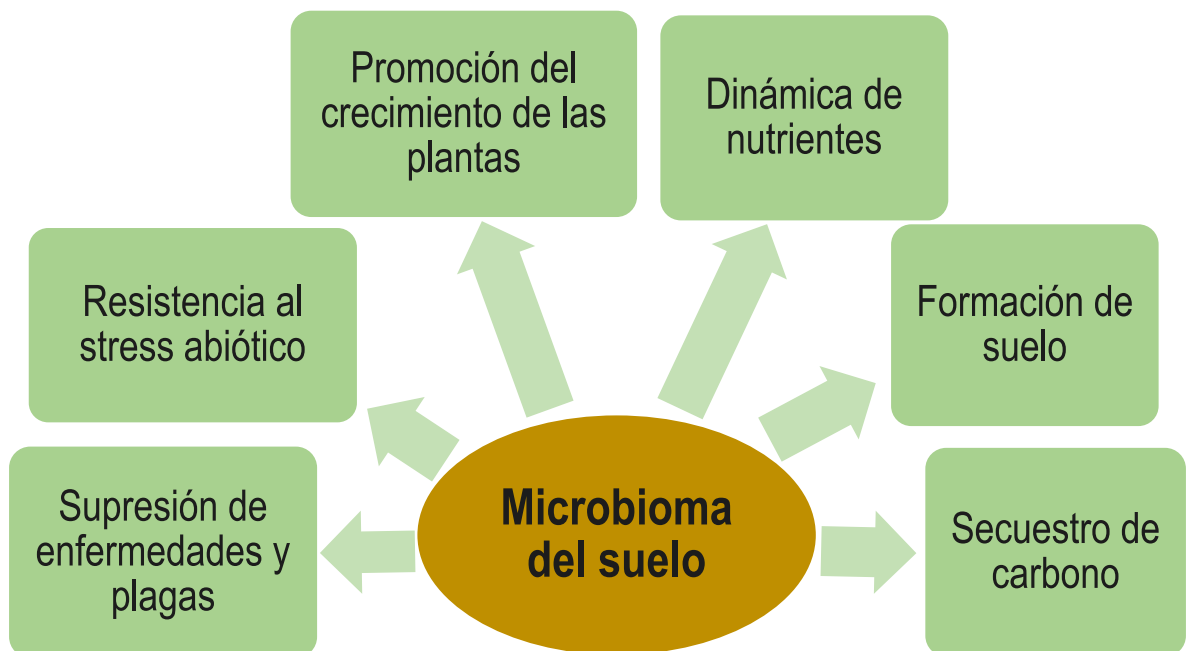 Promoción del
crecimiento de las
plantas
Dinámica de
nutrientes
Resistencia al
stress abiótico
Formación de
suelo
Supresión de
enfermedades y
plagas
Microbioma
del suelo
Secuestro de
carbono